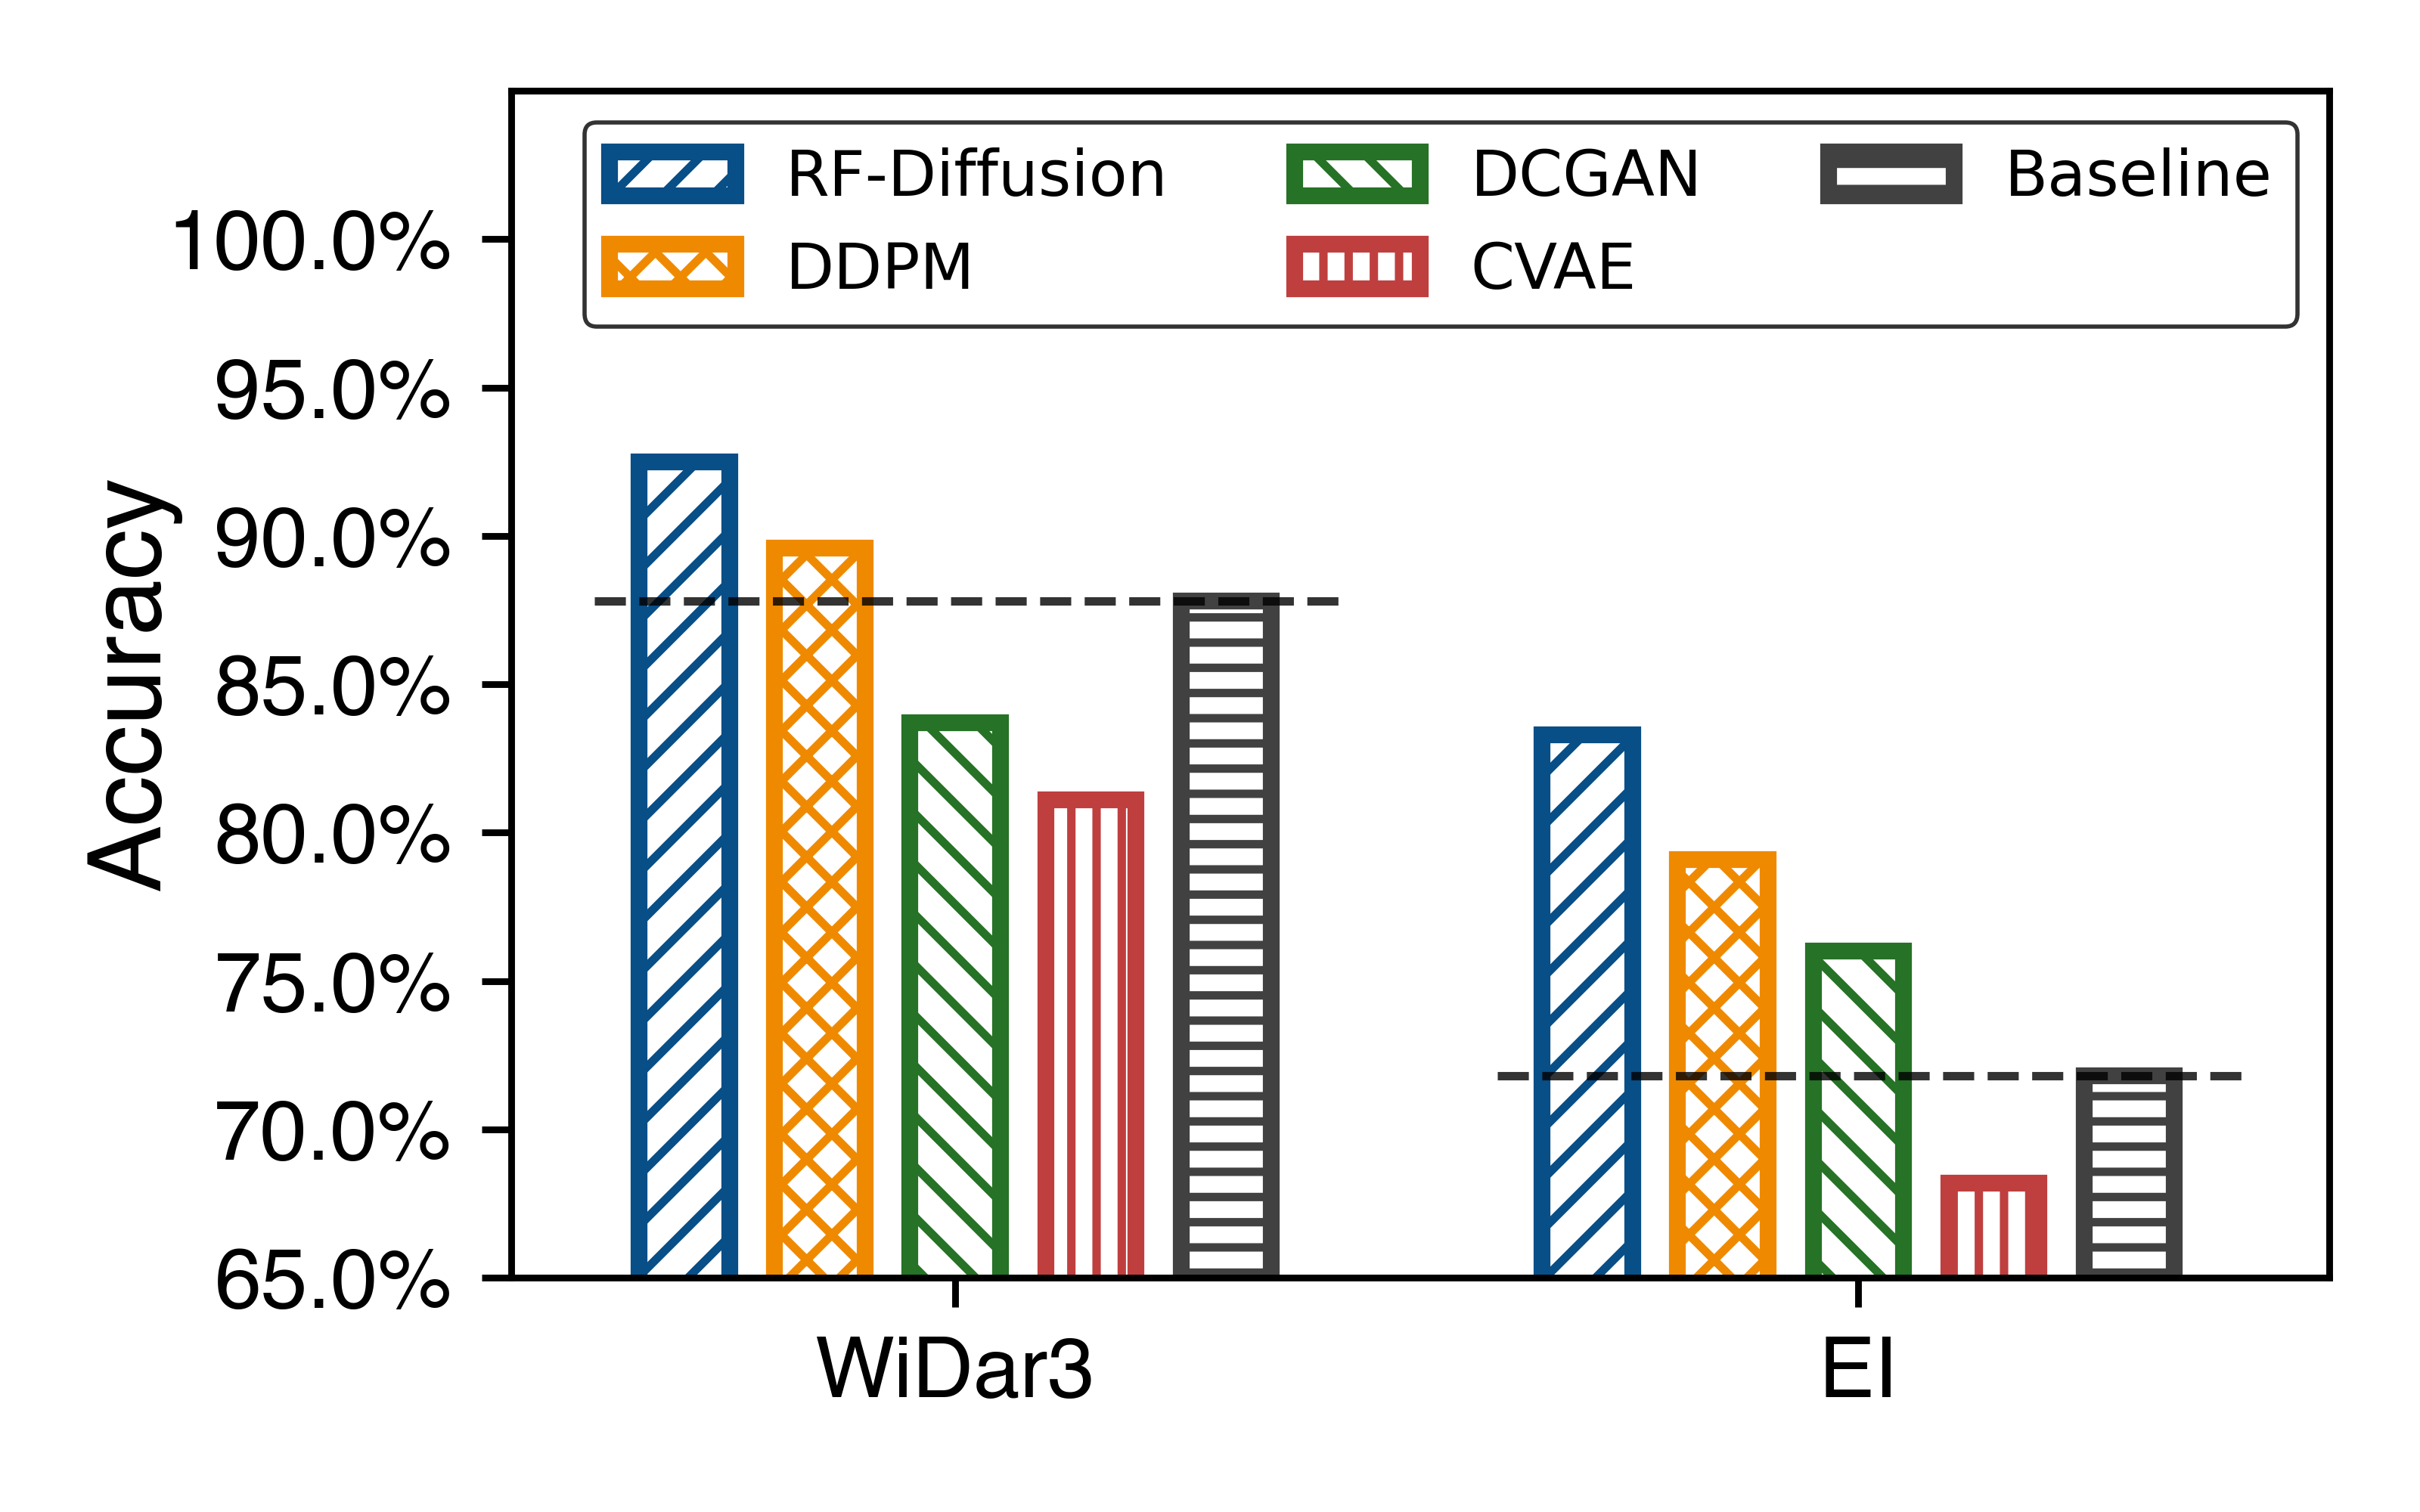 RF-Diffusion
DDPM
DCGAN
CVAE
Baseline
100.0%
95.0%
90.0%
85.0%
80.0%
75.0%
70.0%
65.0%
Accuracy
WiDar3
EI